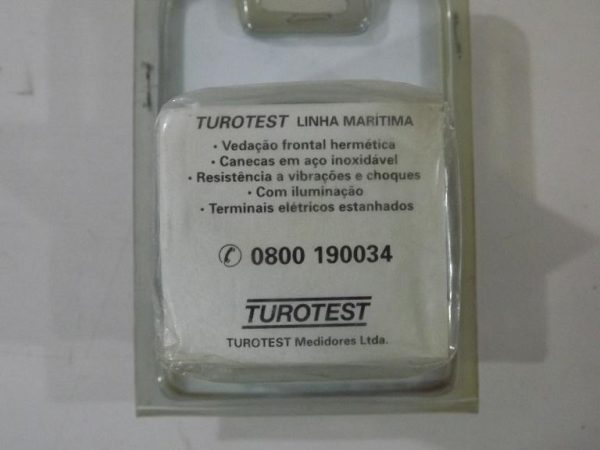 TUROTEST LINHA MARÍTIMA
• Vedação frontal hermética
• Canecas em aço inoxidável
• Resistência a vibrações e choques
• Com iluminação
• Terminais elétricos estanhados
✆ 0800 190034
TUROTEST
TUROTEST Medidores Ltda.